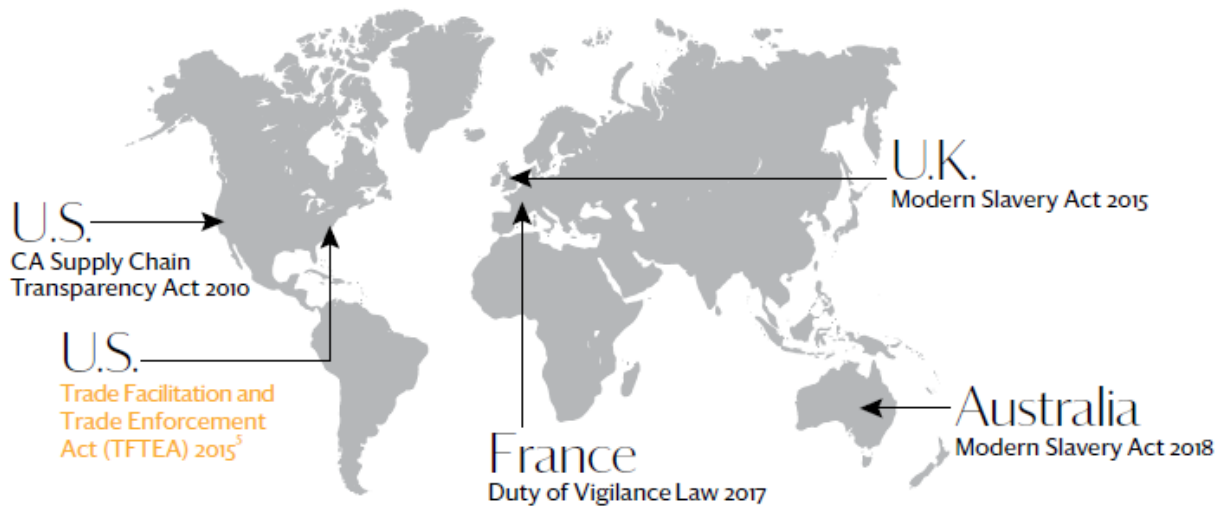 U.K.
Modern Slavery Act 2015
U.S.
CA Supply Chain
Transparency Act 2010
U.S.
Trade Facilitation and
Trade Enforcement
Act (TFTEA) 2015⁵
Australia
Modern Slavery Act 2018
France
Duty of Vigilance Law 2017